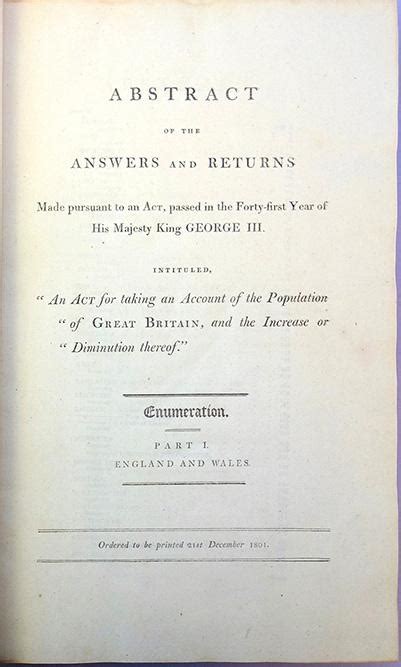 ABSTRACT
OF THE
ANSWERS AND RETURNS
Made pursuant to an ACT, passed in the Forty-first Year of
His Majesty King GEORGE III.
INTITULED,
“ An ACT for taking an Account of the Population
“ of GREAT BRITAIN, and the Increase or
“ Diminution thereof.”
Enumeration.
PART I.
ENGLAND AND WALES.
Ordered to be printed 21st December 1801.